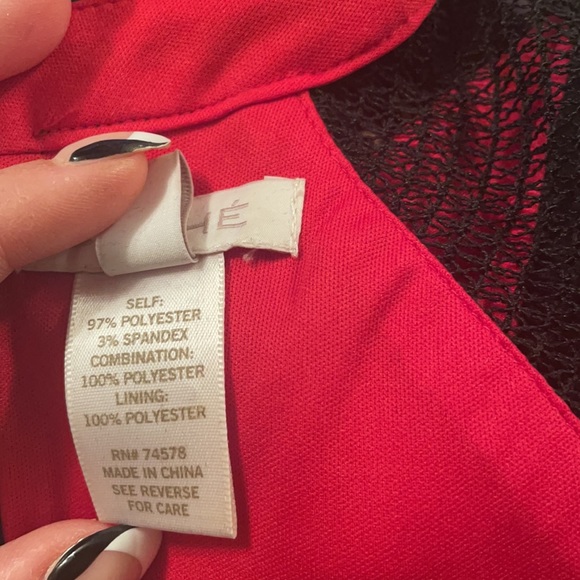 HÉ
SELF:
97% POLYESTER
3% SPANDEX
COMBINATION:
100% POLYESTER
LINING:
100% POLYESTER
RN# 74578
MADE IN CHINA
SEE REVERSE
FOR CARE